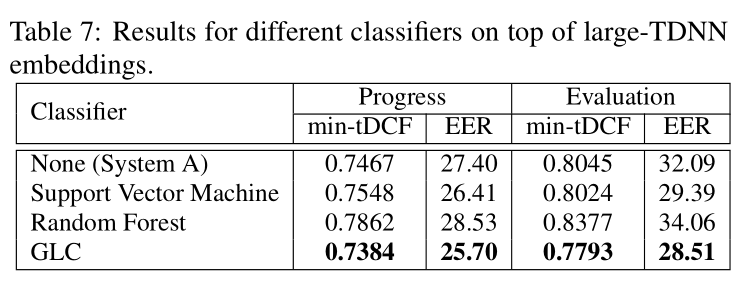 Table 7: Results for different classifiers on top of large-TDNN
embeddings.
Classifier Progress Evaluation
min-tDCF EER min-tDCF EER
None (System A) 0.7467 27.40 0.8045 32.09
Support Vector Machine 0.7548 26.41 0.8024 29.39
Random Forest 0.7862 28.53 0.8377 34.06
GLC 0.7384 25.70 0.7793 28.51